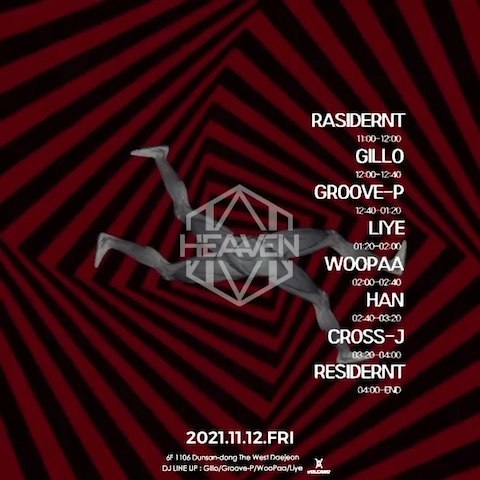 RASIDERNT
11:00-12:00
GILLO
12:00-12:40
GROOVE-P
12:40-01:20
LIYE
01:20-02:00
WOOPAA
02:00-02:40
HAN
02:40-03:20
CROSS-J
03:20-04:00
RESIDERNT
04:00-END
HEAVEN
2021.11.12.FRI
6F 1106 Dunsan-dong The West Daejeon
DJ LINE UP : Gillo/Groove-P/WooPaa/Liye
VOLCANO